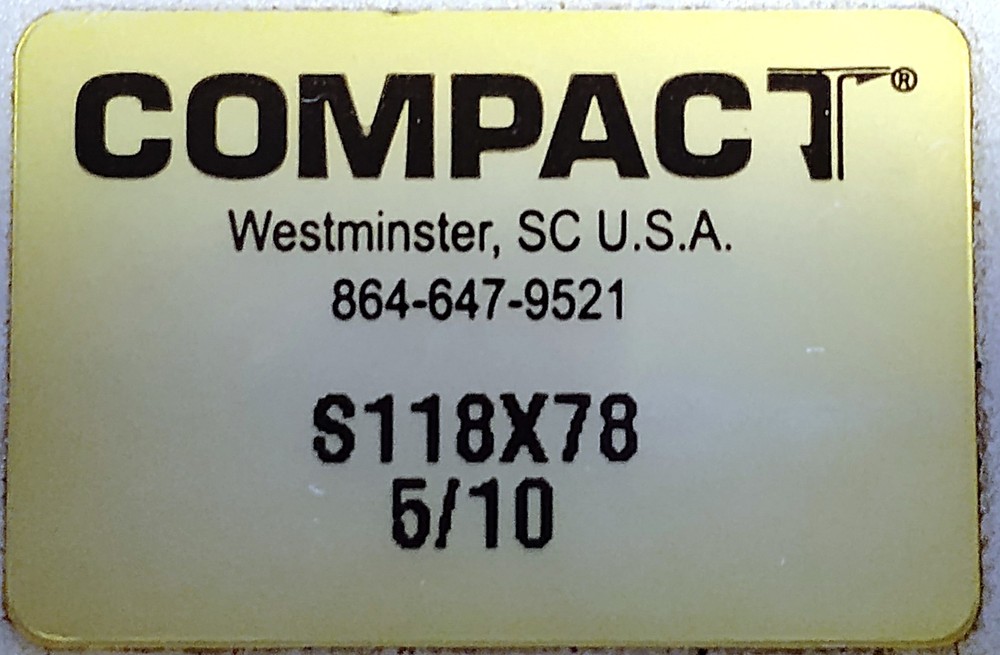 COMPACT®
Westminster, SC U.S.A.
864-647-9521
S118X78
5/10